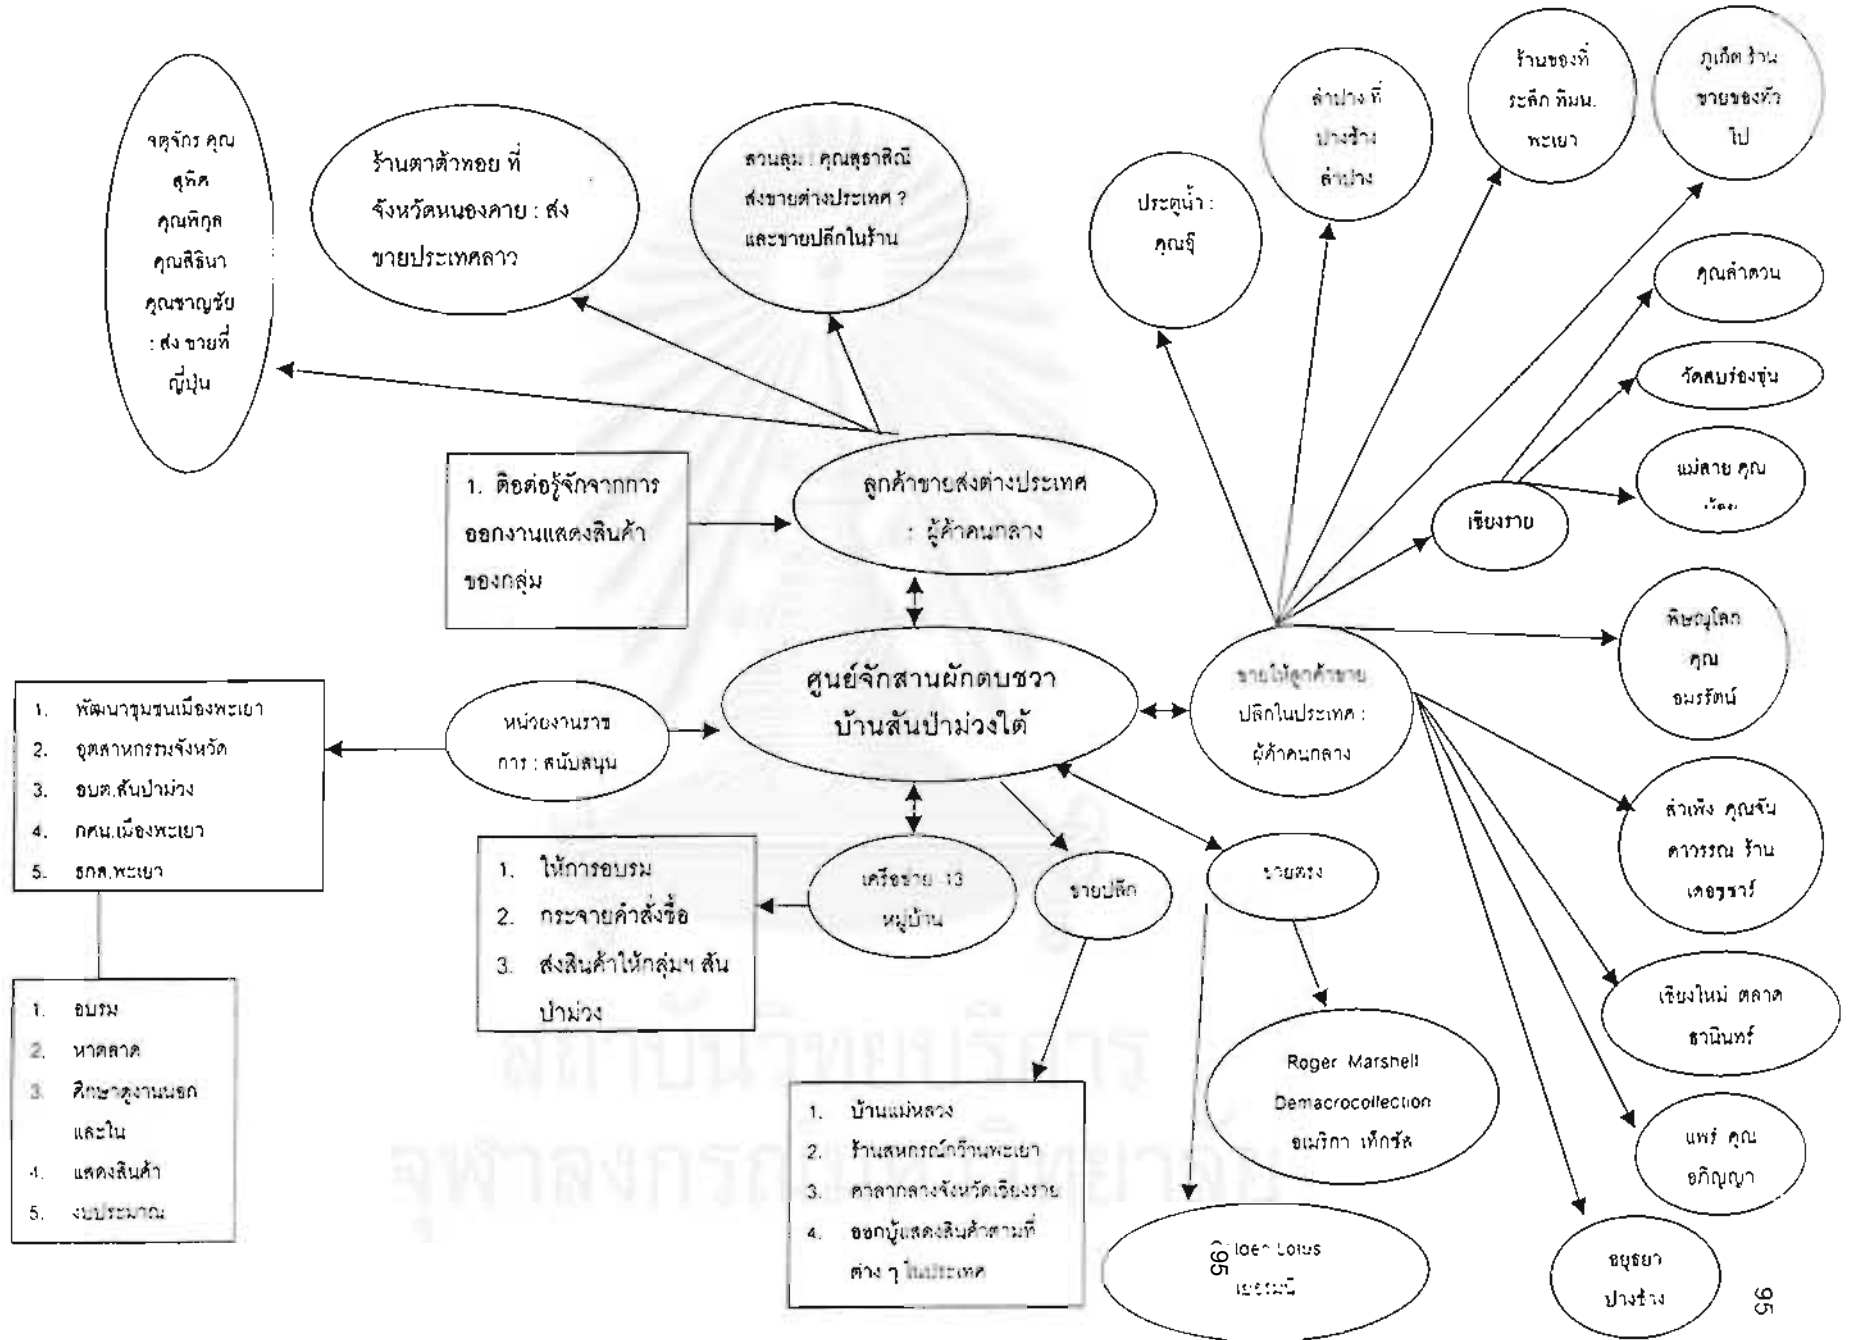 จตุจักร คุณ
สุพิศ
คุณพิกุล
คุณสิธินา
คุณชาญชัย
: ส่ง ขายที่
ญี่ปุ่น
ร้านตาต้าทอย ที่
จังหวัดหนองคาย : ส่ง
ขายประเทศลาว
สวนลุม : คุณสุธาสิณี
ส่งขายต่างประเทศ ?
และขายปลีกในร้าน
ประตูน้ำ :
คุณจุ๊
ลำปาง ที่
ปางช้าง
ลำปาง
ร้านของที่
ระลึก ทีมน.
พะเยา
ภูเก็ต ร้าน
ขายของทั่ว
ไป
คุณลำดวน
วัดสบร่องขุ่น
แม่สาย คุณ
เชียงราย
1. ติอต่อรู้จักจากการ
ออกงานแสดงสินค้า
ของกลุ่ม
ลูกค้าขายส่งต่างประเทศ
: ผู้ค้าคนกลาง
พิษณุโลก
คุณ
อมรรัตน์
ศูนย์จักสานผักตบชวา
บ้านสันป่าม่วงใต้
ขายให้ลูกค้าขาย
ปลีกในประเทศ :
ผู้ค้าคนกลาง
หน่วยงานราช
การ : สนับสนุน
1. พัฒนาชุมชนเมืองพะเยา
2. อุตสาหกรรมจังหวัด
3. อบต.สันป่าม่วง
4. กศน.เมืองพะเยา
5. ธกส.พะเยา
สำเพ็ง คุณจัน
ดาวรรณ ร้าน
เดอะซาร์
1. ให้การอบรม
2. กระจายคำสั่งซื้อ
3. ส่งสินค้าให้กลุ่มฯ สัน
ป่าม่วง
เครือข่าย 13
หมู่บ้าน
ขายปลีก
ขายตรง
1. อบรม
2. หาตลาด
3. ศึกษาดูงานนอก
และใน
4. แสดงสินค้า
5. งบประมาณ
เชียงใหม่ ตลาด
ธานินทร์
Roger Marshell
Demacrocollection
อเมริกา เท็กซัส
1. บ้านแม่หลวง
2. ร้านสหกรณ์กว๊านพะเยา
3. ศาลากลางจังหวัดเชียงราย
4. ออกบู้แสดงสินค้าตามที่
ต่าง ๆ ในประเทศ
แพร่ คุณ
อภิญญา
Lotus
เยอรมนี
95
อยุธยา
ปางช้าง
95
สถาบันวิทยบริการ